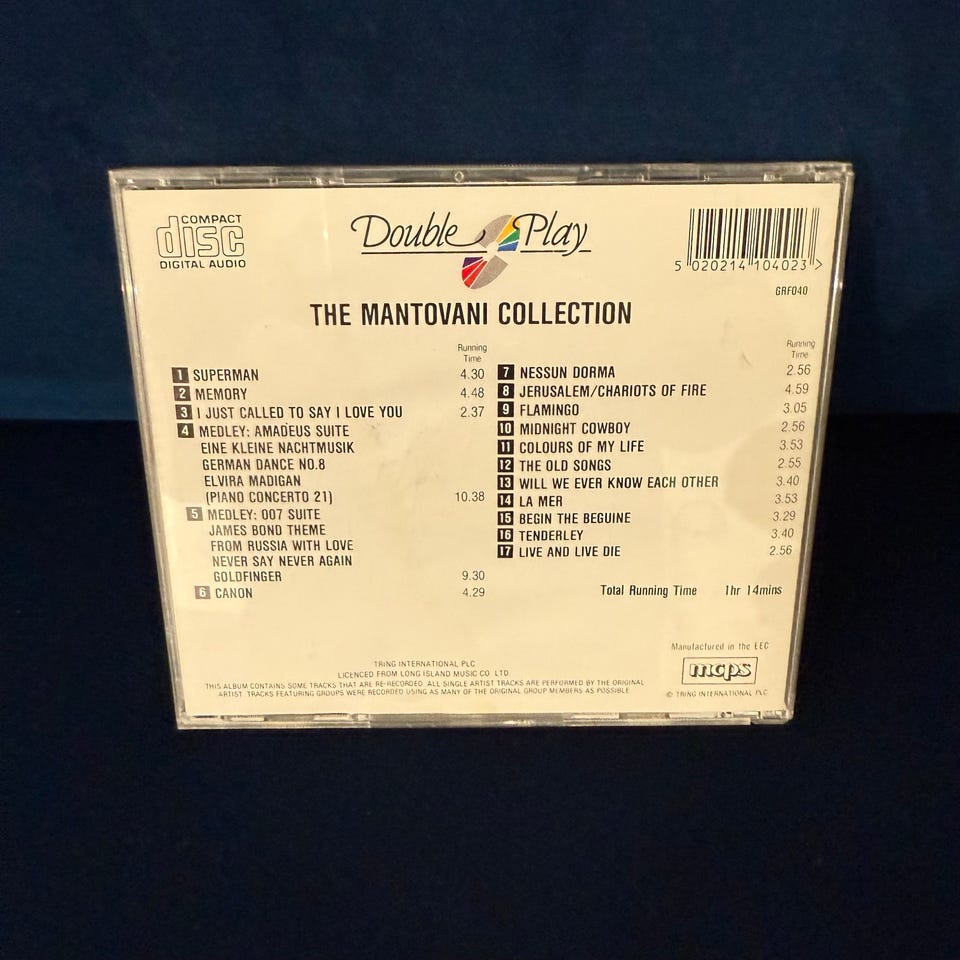 COMPACT
disc
DIGITAL AUDIO
Double Play
5 020214 104023 >
GRF040
THE MANTOVANI COLLECTION
Running
Time
1 SUPERMAN 4.30
2 MEMORY 4.48
3 I JUST CALLED TO SAY I LOVE YOU 2.37
4 MEDLEY: AMADEUS SUITE
EINE KLEINE NACHTMUSIK
GERMAN DANCE NO.8
ELVIRA MADIGAN
(PIANO CONCERTO 21) 10.38
5 MEDLEY: 007 SUITE
JAMES BOND THEME
FROM RUSSIA WITH LOVE
NEVER SAY NEVER AGAIN
GOLDFINGER 9.30
6 CANON 4.29
Running
Time
7 NESSUN DORMA 2.56
8 JERUSALEM/CHARIOTS OF FIRE 4.59
9 FLAMINGO 3.05
10 MIDNIGHT COWBOY 2.56
11 COLOURS OF MY LIFE 3.53
12 THE OLD SONGS 2.55
13 WILL WE EVER KNOW EACH OTHER 3.40
14 LA MER 3.53
15 BEGIN THE BEGUINE 3.29
16 TENDERLEY 3.40
17 LIVE AND LIVE DIE 2.56
Total Running Time 1hr 14mins
Manufactured in the EEC
mcps
© TRING INTERNATIONAL PLC
TRING INTERNATIONAL PLC
LICENCED FROM LONG ISLAND MUSIC CO LTD
THIS ALBUM CONTAINS SOME TRACKS THAT ARE RE-RECORDED. ALL SINGLE ARTIST TRACKS ARE PERFORMED BY THE ORIGINAL
ARTIST. TRACKS FEATURING GROUPS WERE RECORDED USING AS MANY OF THE ORIGINAL GROUP MEMBERS AS POSSIBLE